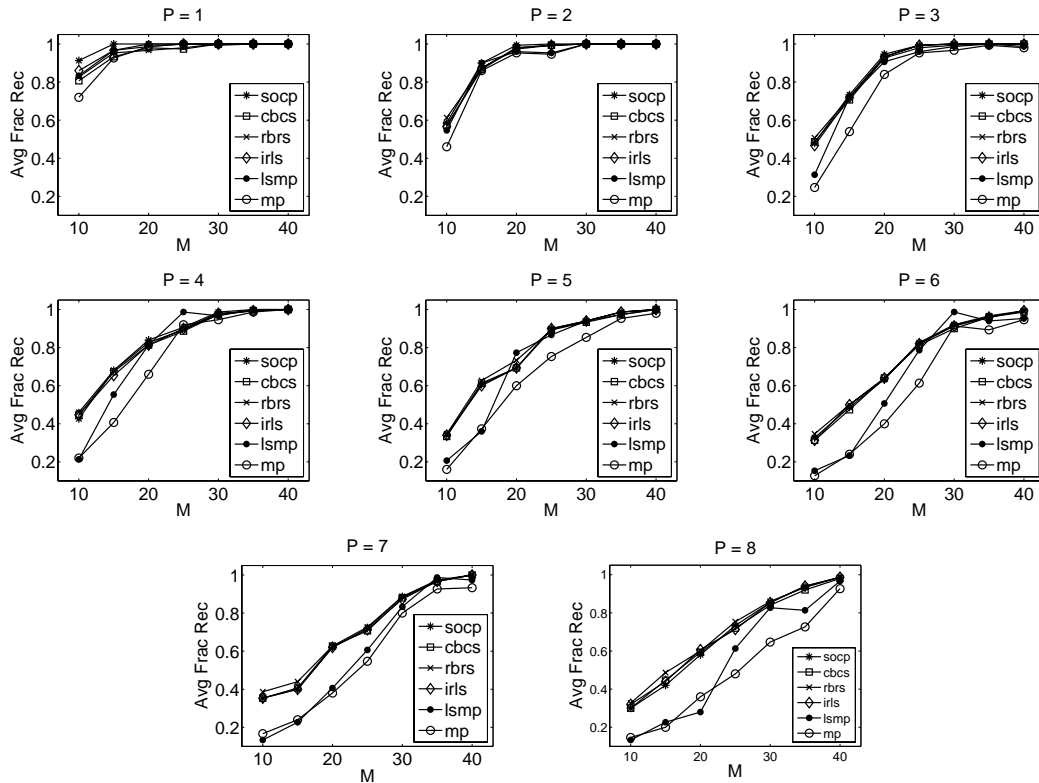 P = 1
1
0.8
0.6
0.4
0.2
Avg Frac Rec
10 20 30 40
M
socp
cbcs
rbrs
irls
lsmp
mp
P = 2
1
0.8
0.6
0.4
0.2
Avg Frac Rec
10 20 30 40
M
socp
cbcs
rbrs
irls
lsmp
mp
P = 3
1
0.8
0.6
0.4
0.2
Avg Frac Rec
10 20 30 40
M
socp
cbcs
rbrs
irls
lsmp
mp
P = 4
1
0.8
0.6
0.4
0.2
Avg Frac Rec
10 20 30 40
M
socp
cbcs
rbrs
irls
lsmp
mp
P = 5
1
0.8
0.6
0.4
0.2
Avg Frac Rec
10 20 30 40
M
socp
cbcs
rbrs
irls
lsmp
mp
P = 6
1
0.8
0.6
0.4
0.2
Avg Frac Rec
10 20 30 40
M
socp
cbcs
rbrs
irls
lsmp
mp
P = 7
1
0.8
0.6
0.4
0.2
Avg Frac Rec
10 20 30 40
M
socp
cbcs
rbrs
irls
lsmp
mp
P = 8
1
0.8
0.6
0.4
0.2
Avg Frac Rec
10 20 30 40
M
socp
cbcs
rbrs
irls
lsmp
mp